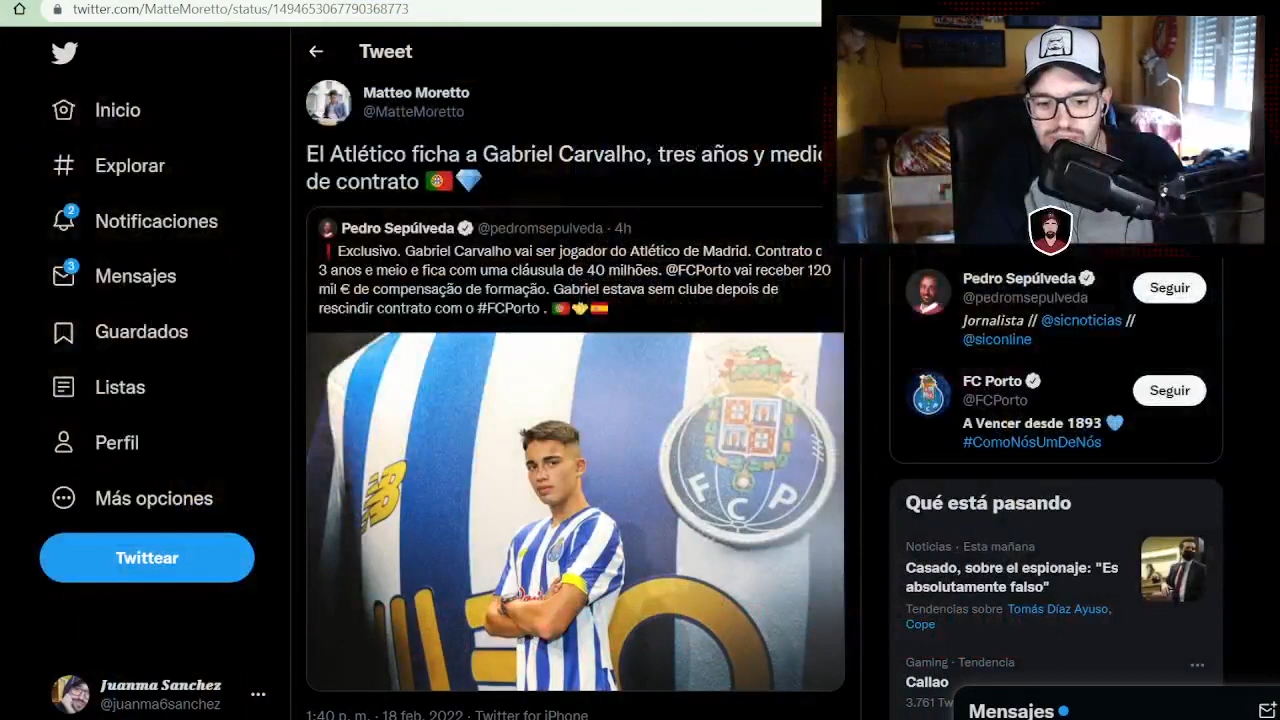 twitter.com/MatteMoretto/status/1494653067790368773
Inicio
Explorar
2
Notificaciones
3
Mensajes
Guardados
Listas
Perfil
Más opciones
Twittear
Juanma Sanchez
@juanma6sanchez
Tweet
Matteo Moretto
@MatteMoretto
El Atlético ficha a Gabriel Carvalho, tres años y medio
de contrato
Pedro Sepúlveda @pedromsepulveda · 4h
Exclusivo. Gabriel Carvalho vai ser jogador do Atlético de Madrid. Contrato
3 anos e meio e fica com uma cláusula de 40 milhões. @FCPorto vai receber 120
mil € de compensação de formação. Gabriel estava sem clube depois de
rescindir contrato com o #FCPorto .
F C P
1:40 p. m. · 18 feb. 2022 · Twitter for iPhone
Pedro Sepúlveda
@pedromsepulveda
Seguir
Jornalista // @sicnoticias //
@siconline
FC Porto
@FCPorto
Seguir
A Vencer desde 1893
#ComoNósUmDeNós
Qué está pasando
Noticias · Esta mañana
Casado, sobre el espionaje: "Es
absolutamente falso"
Tendencias sobre Tomás Díaz Ayuso,
Cope
Gaming · Tendencia
Callao
Mensajes